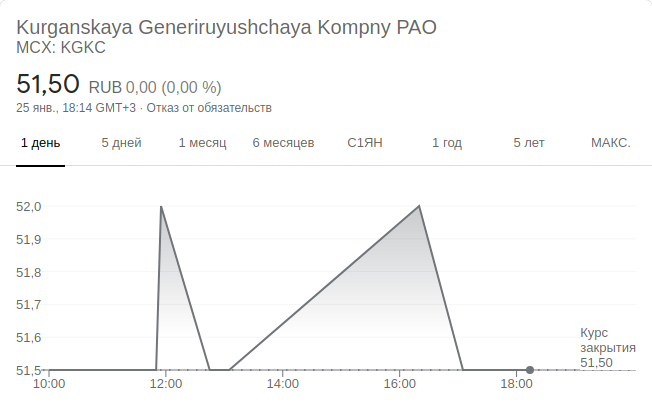 Kurganskaya Generiruyushchaya Kompny PAO
MCX: KGKC
51,50 RUB 0,00 (0,00 %)
25 янв., 18:14 GMT+3 · Отказ от обязательств
1 день 5 дней 1 месяц 6 месяцев С1ЯН 1 год 5 лет МАКС.
52,0
51,9
51,8
51,7
51,6
51,5
Курс
закрытия
51,50
10:00 12:00 14:00 16:00 18:00